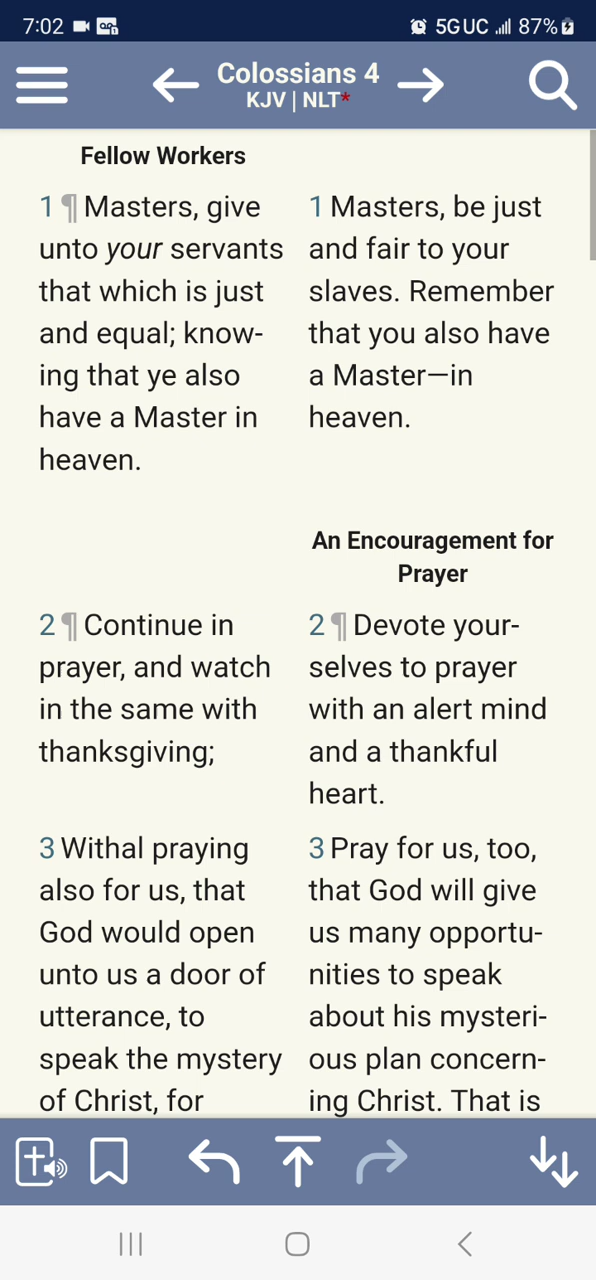 7:02
5G UC 87%
Colossians 4
KJV | NLT*
Fellow Workers
1 ¶ Masters, give
unto your servants
that which is just
and equal; know-
ing that ye also
have a Master in
heaven.
1 Masters, be just
and fair to your
slaves. Remember
that you also have
a Master—in
heaven.
An Encouragement for
Prayer
2 ¶ Continue in
prayer, and watch
in the same with
thanksgiving;
2 ¶ Devote your-
selves to prayer
with an alert mind
and a thankful
heart.
3 Withal praying
also for us, that
God would open
unto us a door of
utterance, to
speak the mystery
of Christ, for
3 Pray for us, too,
that God will give
us many opportu-
nities to speak
about his mysteri-
ous plan concern-
ing Christ. That is